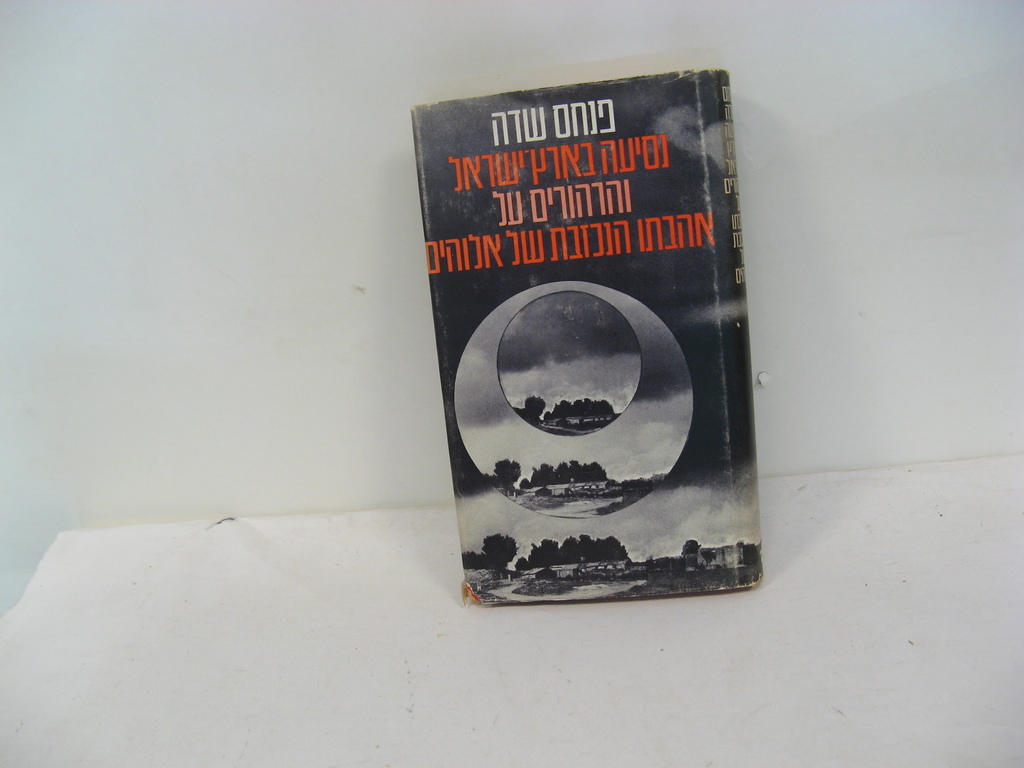 פנחס שדה
נסיעה בארץ־ישראל
והרהורים על
אהבתו הנכזבת של אלוהים